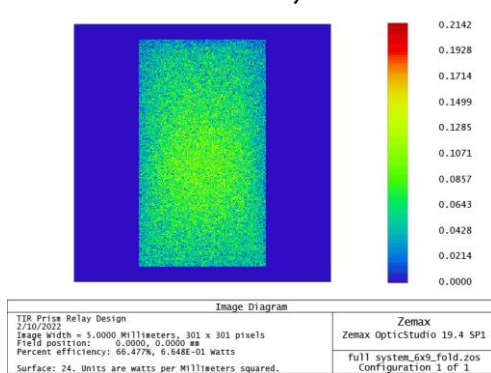 0.2142
0.1928
0.1714
0.1499
0.1285
0.1071
0.0857
0.0643
0.0428
0.0214
0.0000
Image Diagram
TIR Prism Relay Design
2/10/2022
Image Width = 5.0000 Millimeters, 301 x 301 pixels
Field position: 0.0000, 0.0000 mm
Percent efficiency: 66.477%, 6.648E-01 Watts
Surface: 24. Units are watts per Millimeters squared.
Zemax
Zemax OpticStudio 19.4 SP1
full system_6x9_fold.zos
Configuration 1 of 1